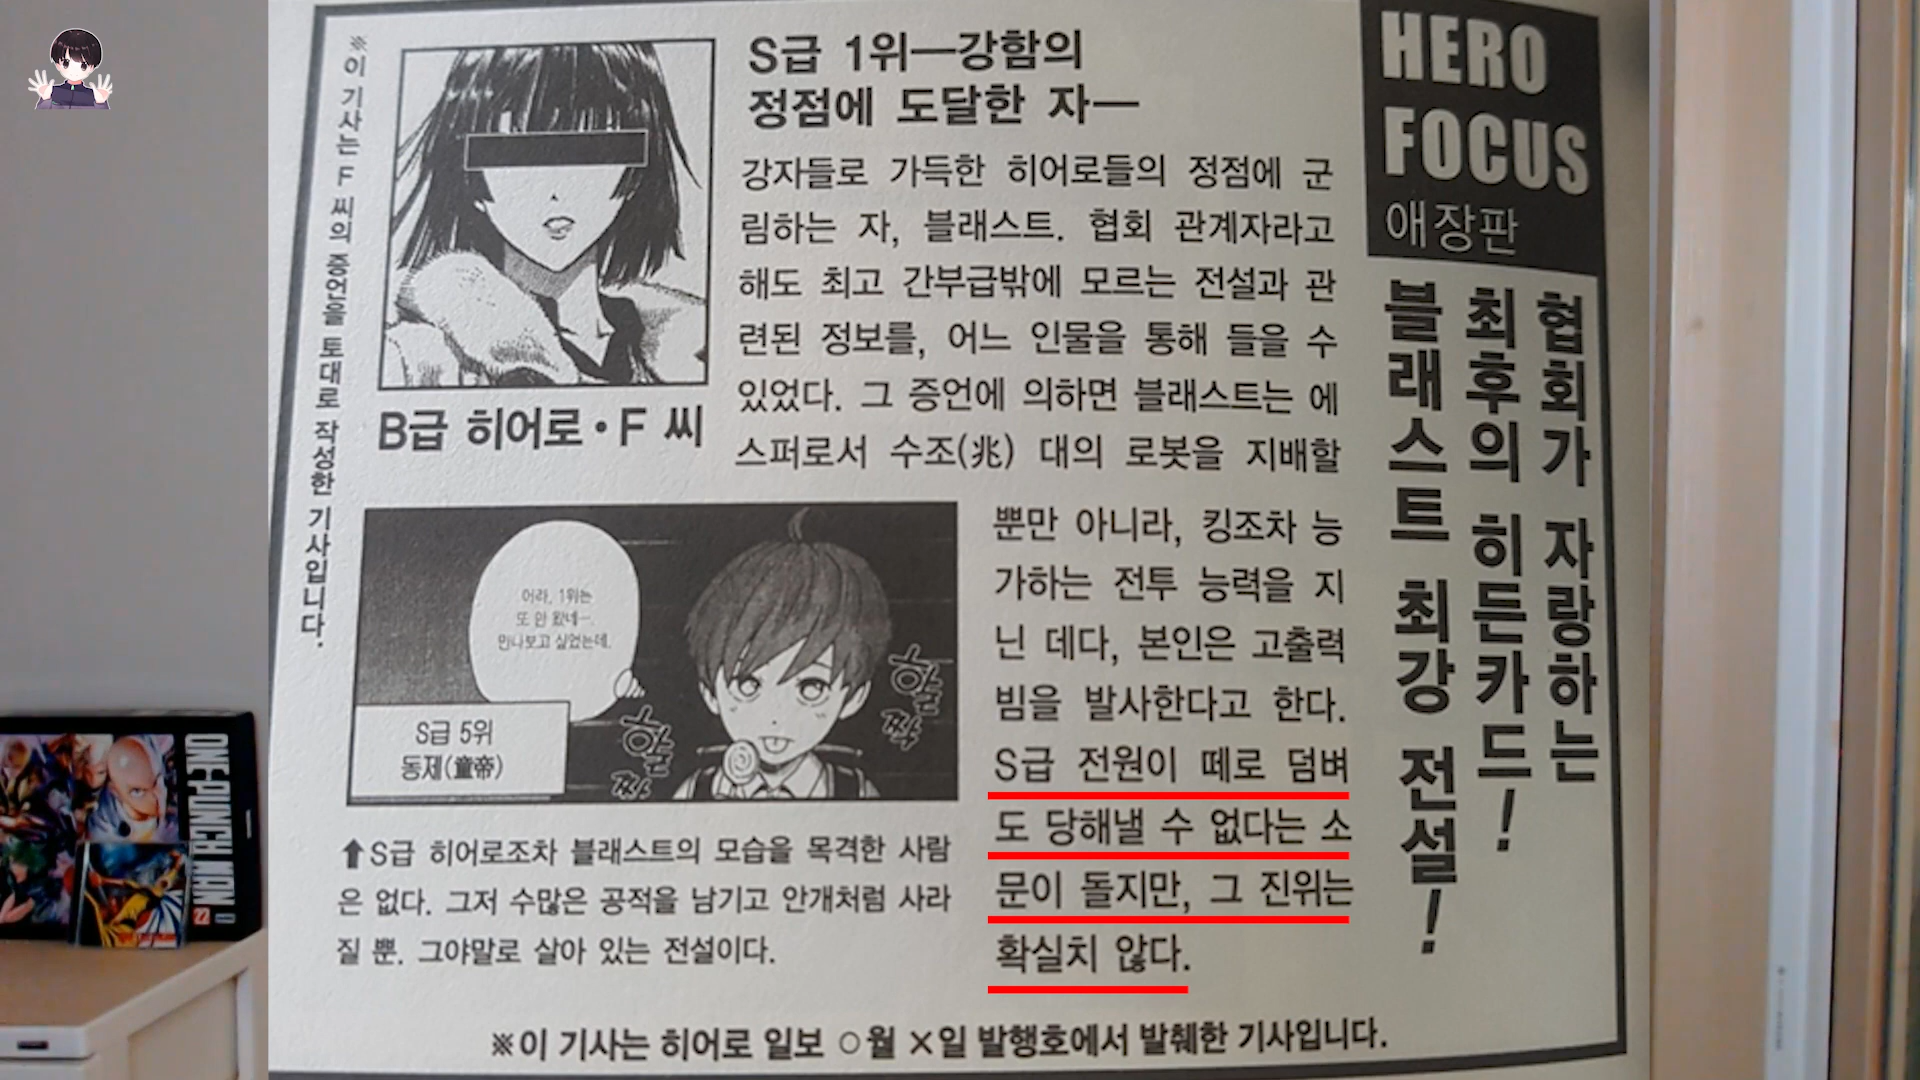 HERO
FOCUS
애장판
협회가 자랑하는
최후의 히든카드!
블래스트 최강 전설!
S급 1위—강함의
정점에 도달한 자—
강자들로 가득한 히어로들의 정점에 군
림하는 자, 블래스트. 협회 관계자라고
해도 최고 간부급밖에 모르는 전설과 관
련된 정보를, 어느 인물을 통해 들을 수
있었다. 그 증언에 의하면 블래스트는 에
스퍼로서 수조(兆) 대의 로봇을 지배할
뿐만 아니라, 킹조차 능
가하는 전투 능력을 지
닌 데다, 본인은 고출력
빔을 발사한다고 한다.
S급 전원이 떼로 덤벼
도 당해낼 수 없다는 소
문이 돌지만, 그 진위는
확실치 않다.
B급 히어로·F 씨
※이 기사는 F 씨의 증언을 토대로 작성한 기사입니다.
어라, 1위는
또 안 왔네….
만나보고 싶었는데.
S급 5위
동제(童帝)
할짝
할짝
⬆S급 히어로조차 블래스트의 모습을 목격한 사람
은 없다. 그저 수많은 공적을 남기고 안개처럼 사라
질 뿐. 그야말로 살아 있는 전설이다.
※이 기사는 히어로 일보 ○월 ×일 발행호에서 발췌한 기사입니다.
ONE-PUNCH MAN
22